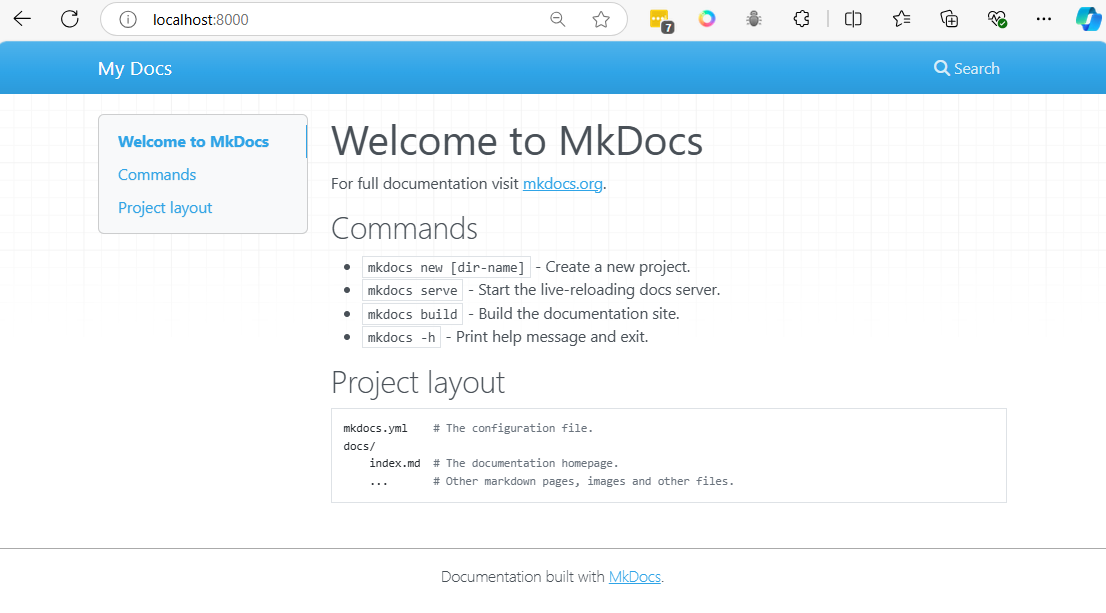 localhost:8000
7
My Docs
Search
Welcome to MkDocs
Commands
Project layout
Welcome to MkDocs
For full documentation visit mkdocs.org.
Commands
mkdocs new [dir-name] - Create a new project.
mkdocs serve - Start the live-reloading docs server.
mkdocs build - Build the documentation site.
mkdocs -h - Print help message and exit.
Project layout
mkdocs.yml    # The configuration file.
docs/
    index.md  # The documentation homepage.
    ...       # Other markdown pages, images and other files.
Documentation built with MkDocs.